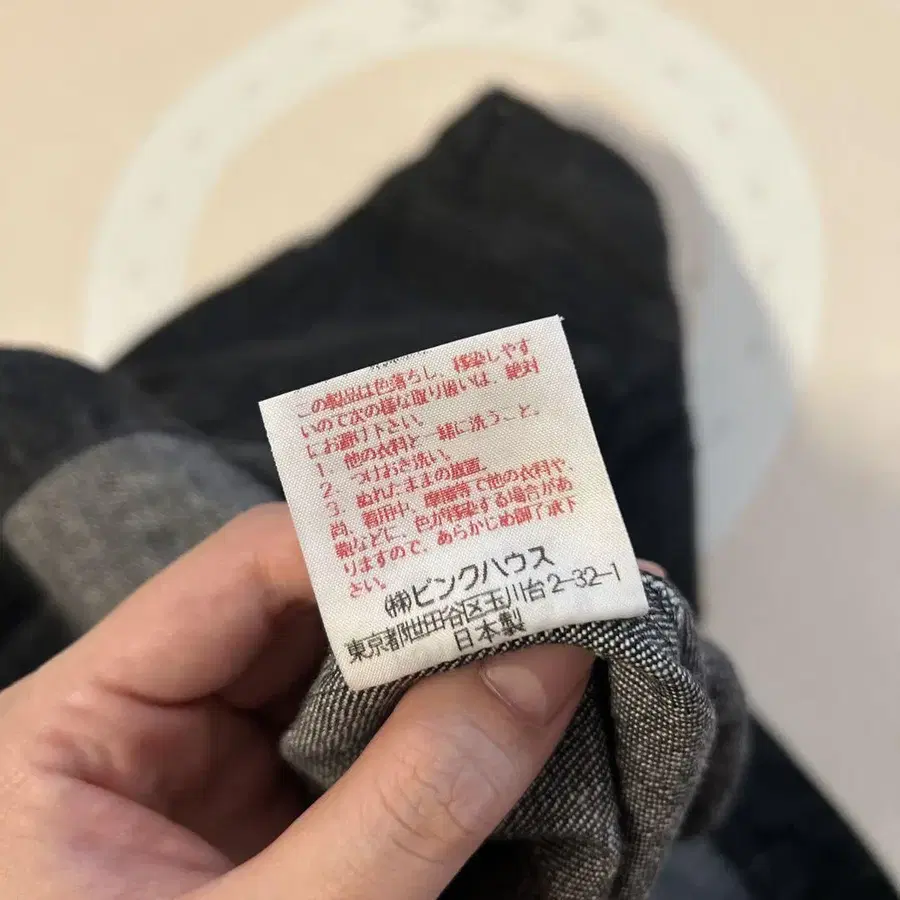 この製品は色落ちし、移染しやす
いので次の様な取り扱いは、絶対
にお避け下さい。
1. 他の衣料と一緒に洗うこと。
2. つけおき洗い。
3. ぬれたままの放置。
尚、着用中、摩擦等で他の衣料や、
靴などに、色が移染する場合があ
りますので、あらかじめ御了承下
さい。
㈱ピンクハウス
東京都世田谷区玉川台2-32-1
日本製